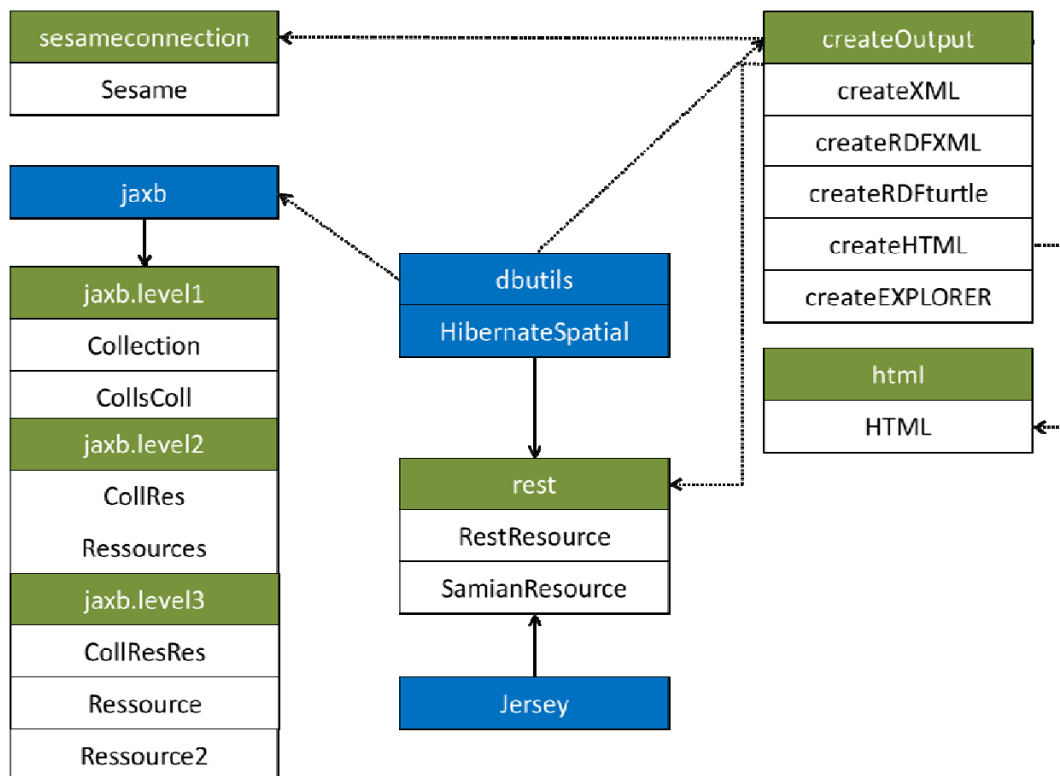 sesameconnection
Sesame
jaxb
jaxb.level1
Collection
CollsColl
jaxb.level2
CollRes
Ressources
jaxb.level3
CollResRes
Ressource
Ressource2
dbutils
HibernateSpatial
rest
RestResource
SamianResource
Jersey
createOutput
createXML
createRDFXML
createRDFturtle
createHTML
createEXPLORER
html
HTML